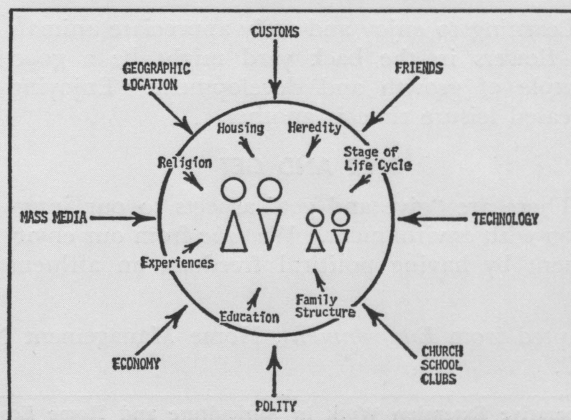 CUSTOMS
GEOGRAPHIC
LOCATION
FRIENDS
Housing
Heredity
Religion
Stage of
Life Cycle
MASS MEDIA
TECHNOLOGY
Experiences
Family
Structure
Education
ECONOMY
CHURCH
SCHOOL
CLUBS
POLITY